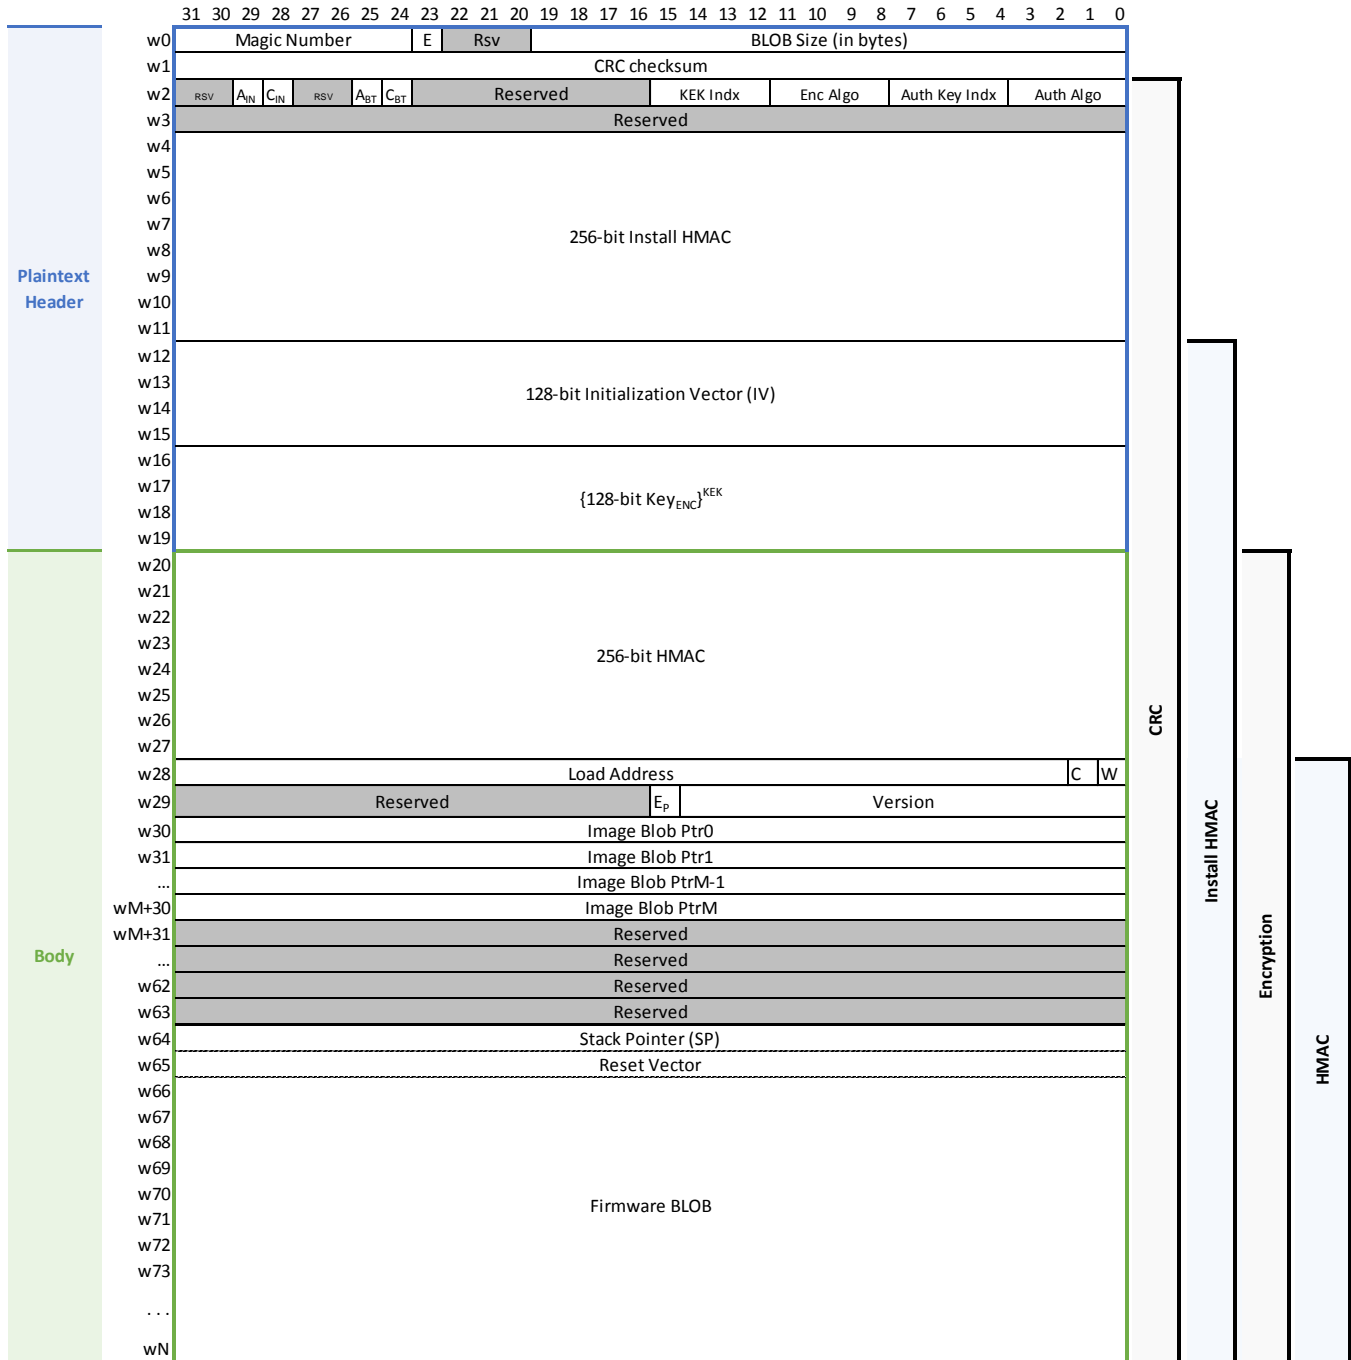 31 30 29 28 27 26 25 24 23 22 21 20 19 18 17 16 15 14 13 12 11 10 9 8 7 6 5 4 3 2 1 0
w0 Magic Number E Rsv BLOB Size (in bytes)
w1 CRC checksum
w2 RSV AIN CIN RSV ABT CBT Reserved KEK Indx Enc Algo Auth Key Indx Auth Algo
w3 Reserved
w4
w5
w6
w7
256-bit Install HMAC
w8
w9
Plaintext
Header
w10
w11
w12
w13
128-bit Initialization Vector (IV)
w14
w15
w16
w17
{128-bit KeyENC}KEK
w18
w19
w20
w21
w22
w23
256-bit HMAC
w24
w25
w26
w27
CRC
w28 Load Address C W
w29 Reserved EP Version
w30 Image Blob Ptr0
w31 Image Blob Ptr1
Install HMAC
... Image Blob PtrM-1
wM+30 Image Blob PtrM
wM+31 Reserved
Body
... Reserved
Encryption
w62 Reserved
w63 Reserved
w64 Stack Pointer (SP)
HMAC
w65 Reset Vector
w66
w67
w68
w69
w70
Firmware BLOB
w71
w72
w73
...
wN